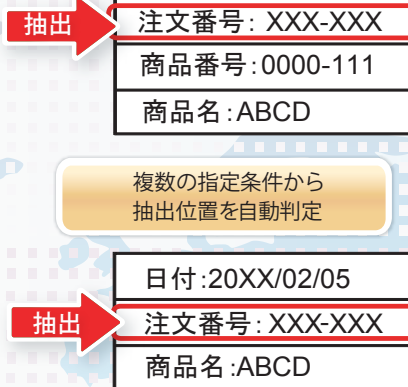 抽出
注文番号: XXX-XXX
商品番号:0000-111
商品名:ABCD
複数の指定条件から
抽出位置を自動判定
日付:20XX/02/05
抽出
注文番号: XXX-XXX
商品名:ABCD